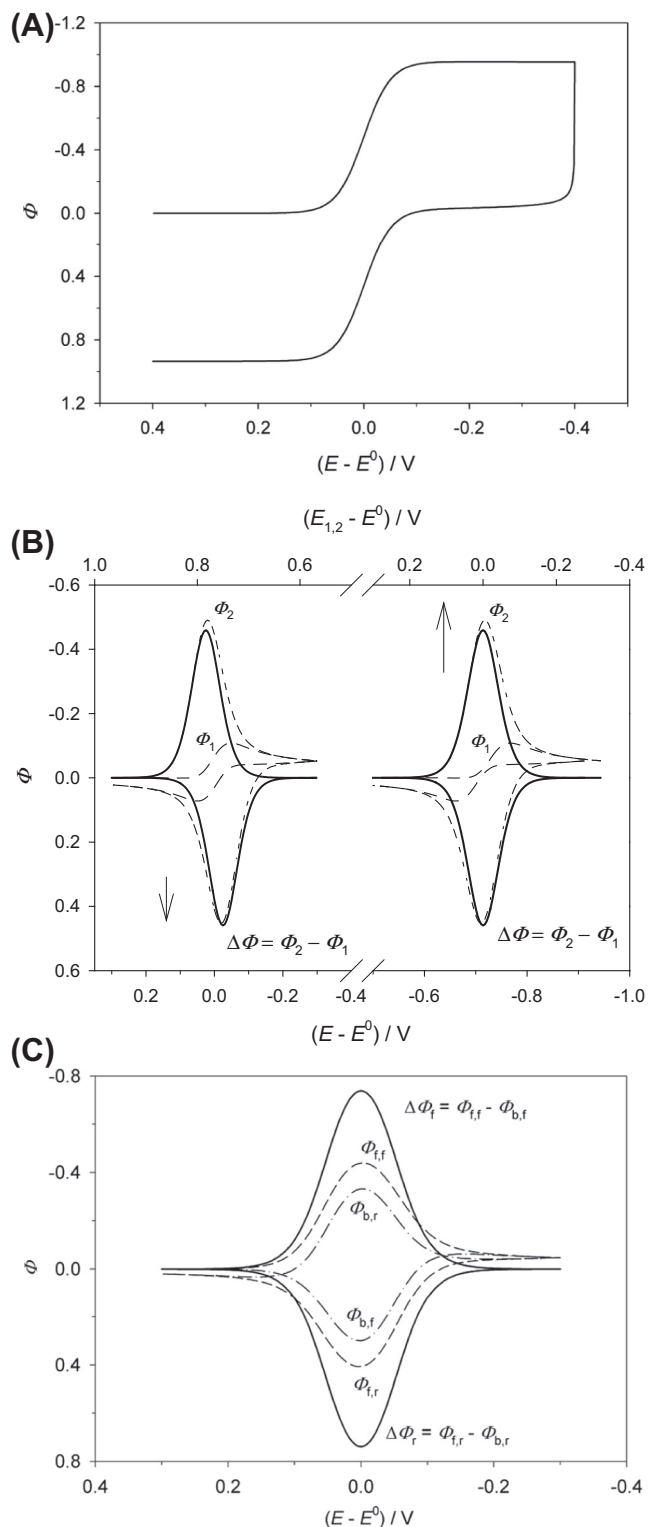 (A)
-1.2
-0.8
-0.4
0.0
0.4
0.8
1.2
Φ
0.4 0.2 0.0 -0.2 -0.4
(E - E⁰) / V
(E₁,₂ - E⁰) / V
(B)
1.0 0.8 0.6 0.2 0.0 -0.2 -0.4
-0.6
-0.4
-0.2
0.0
0.2
0.4
0.6
Φ
Φ₂
Φ₂
Φ₁
Φ₁
ΔΦ = Φ₂ – Φ₁
ΔΦ = Φ₂ – Φ₁
0.2 0.0 -0.2 -0.4 -0.6 -0.8 -1.0
(E - E⁰) / V
(C)
-0.8
-0.4
0.0
0.4
0.8
Φ
ΔΦf = Φf,f - Φb,f
Φf,f
Φb,r
Φb,f
Φf,r
ΔΦr = Φf,r - Φb,r
0.4 0.2 0.0 -0.2 -0.4
(E - E⁰) / V